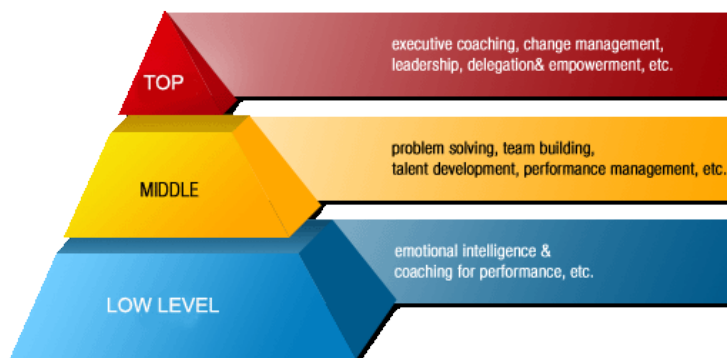 TOP
executive coaching, change management,
leadership, delegation& empowerment, etc.
MIDDLE
problem solving, team building,
talent development, performance management, etc.
LOW LEVEL
emotional intelligence &
coaching for performance, etc.